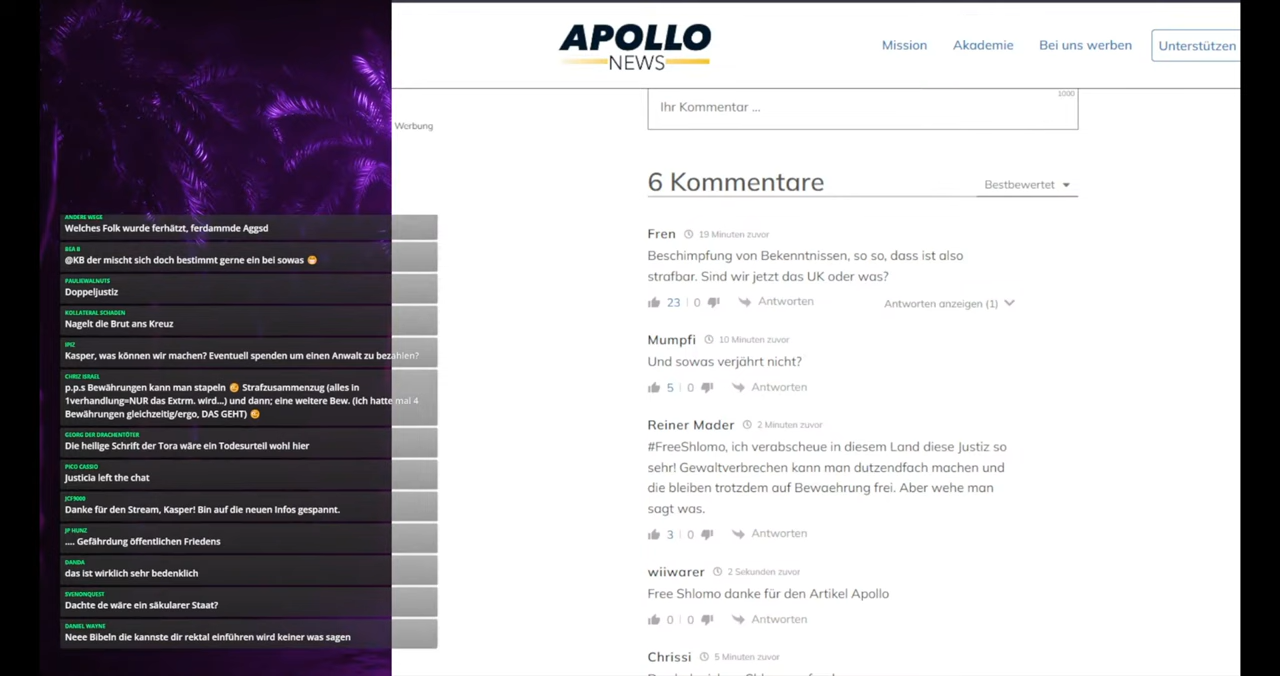 APOLLO
NEWS
Mission
Akademie
Bei uns werben
Unterstützen
Werbung
1000
Ihr Kommentar ...
6 Kommentare
Bestbewertet
Fren
19 Minuten zuvor
Beschimpfung von Bekenntnissen, so so, dass ist also
strafbar. Sind wir jetzt das UK oder was?
23 | 0
Antworten
Antworten anzeigen (1)
Mumpfi
10 Minuten zuvor
Und sowas verjährt nicht?
5 | 0
Antworten
Reiner Mader
2 Minuten zuvor
#FreeShlomo, ich verabscheue in diesem Land diese Justiz so
sehr! Gewaltverbrechen kann man dutzendfach machen und
die bleiben trotzdem auf Bewaehrung frei. Aber wehe man
sagt was.
3 | 0
Antworten
wiiwarer
2 Sekunden zuvor
Free Shlomo danke für den Artikel Apollo
0 | 0
Antworten
Chrissi
5 Minuten zuvor
ANDERE WEGE
Welches Folk wurde ferhätzt, ferdammde Aggsd
BEA B
@KB der mischt sich doch bestimmt gerne ein bei sowas
PAULIEWALNUTS
Doppeljustiz
KOLLATERAL SCHADEN
Nagelt die Brut ans Kreuz
Kasper, was können wir machen? Eventuell spenden um einen Anwalt zu bezahlen?
CHRIZ ISRAEL
p.p.s Bewährungen kann man stapeln Strafzusammenzug (alles in
1verhandlung=NUR das Extrm. wird...) und dann; eine weitere Bew. (Ich hatte mal 4
Bewährungen gleichzeitig/ergo, DAS GEHT)
GEORG DER DRACHENTÖTER
Die heilige Schrift der Tora wäre ein Todesurteil wohl hier
PICO CASSO
Justicia left the chat
JCF9000
Danke für den Stream, Kasper! Bin auf die neuen Infos gespannt.
JP HUNZ
.... Gefährdung öffentlichen Friedens
DANDA
das ist wirklich sehr bedenklich
SVENONQUEST
Dachte de wäre ein säkularer Staat?
DANIEL WAYNE
Neee Bibeln die kannste dir rektal einführen wird keiner was sagen